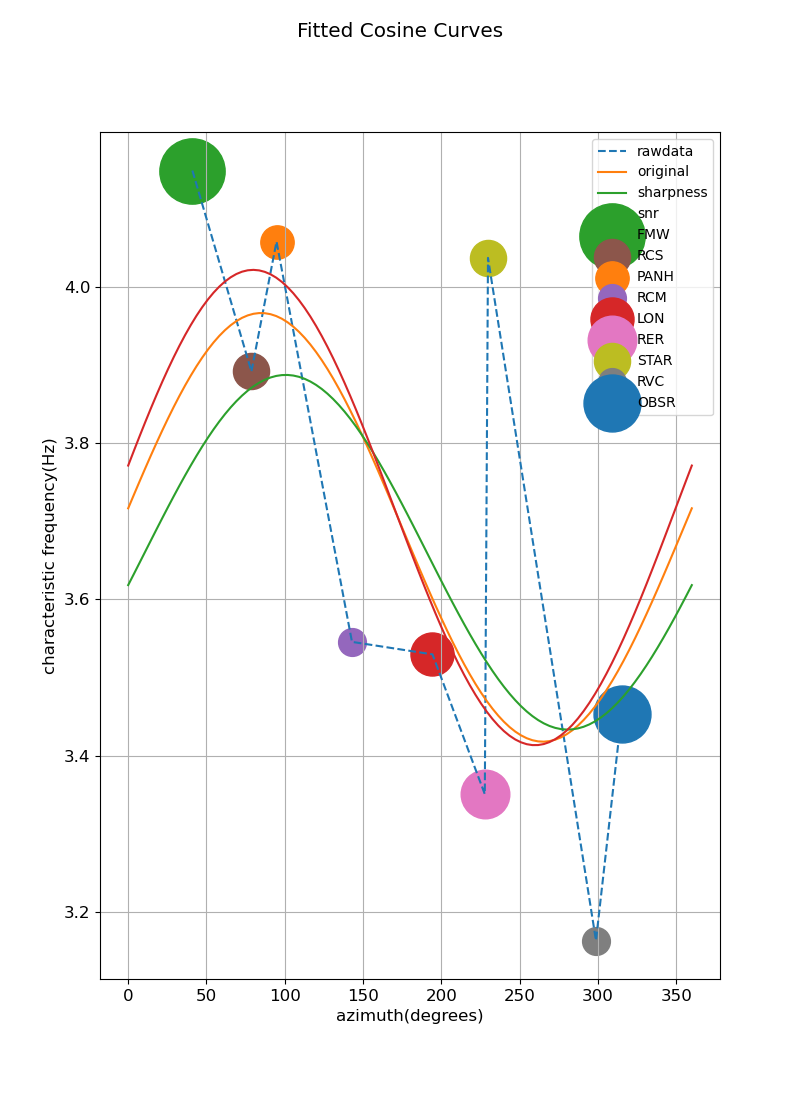 Fitted Cosine Curves
rawdata
original
sharpness
snr
FMW
RCS
PANH
RCM
LON
RER
STAR
RVC
OBSR
characteristic frequency(Hz)
4.0
3.8
3.6
3.4
3.2
0 50 100 150 200 250 300 350
azimuth(degrees)